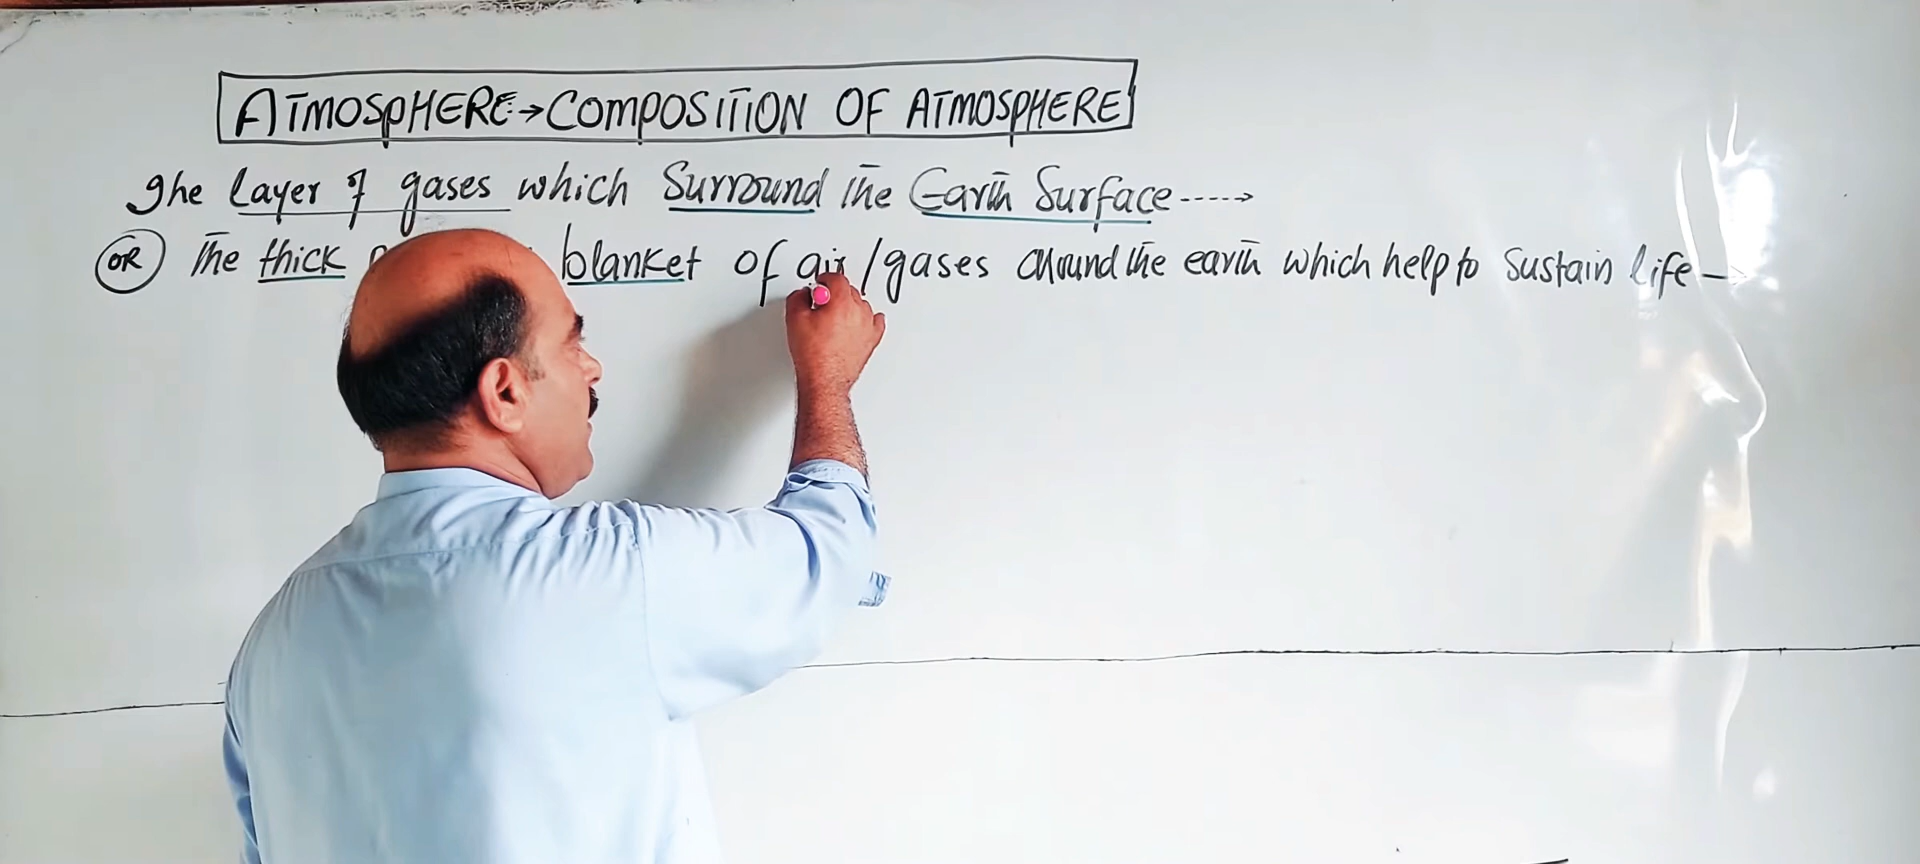 ATMOSPHERE:→COMPOSITION OF ATMOSPHERE
The layer of gases which Surround the Earth Surface----->
OR The thick blanket of air/gases around the earth which help to sustain life→